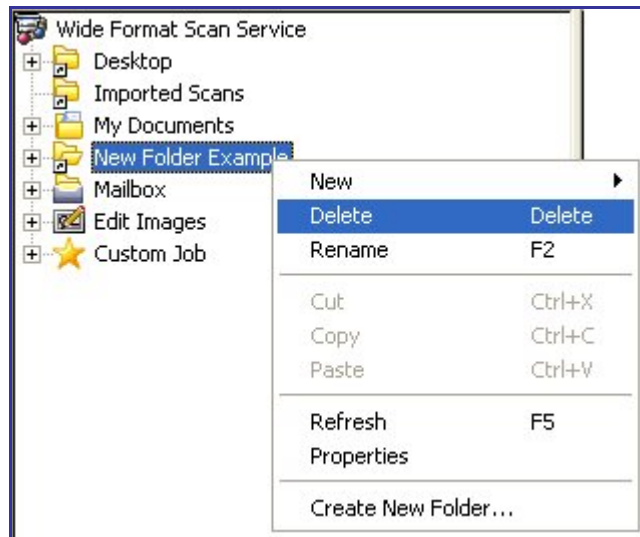 Wide Format Scan Service
Desktop
Imported Scans
My Documents
New Folder Example
Mailbox
Edit Images
Custom Job
New
Delete Delete
Rename F2
Cut Ctrl+X
Copy Ctrl+C
Paste Ctrl+V
Refresh F5
Properties
Create New Folder...